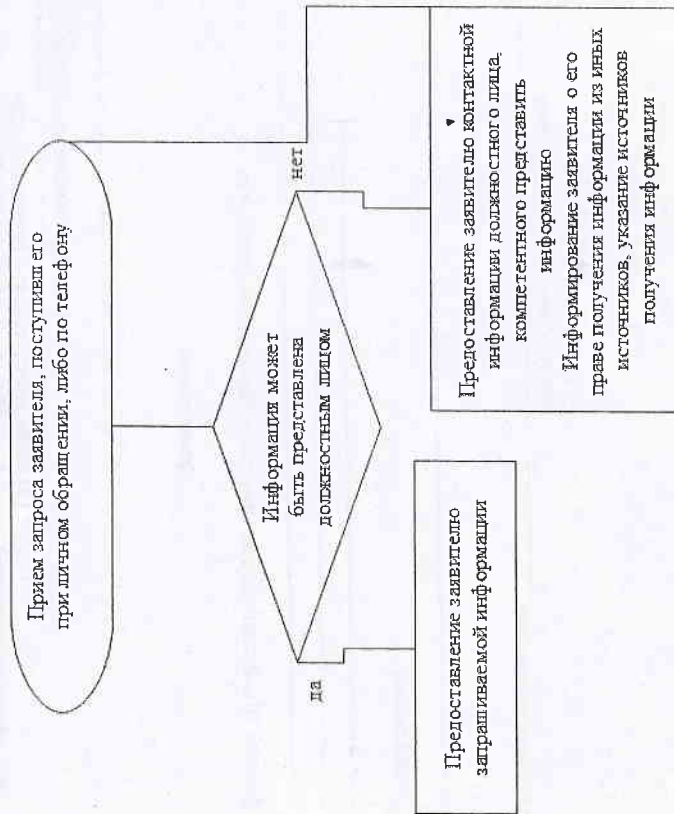 Прием запроса заявителя, поступившего
при личном обращении, либо по телефону
Информация может
быть представлена
должностным лицом
да
нет
Предоставление заявителю
запрашиваемой информации
Предоставление заявителю контактной
информации должностного лица,
компетентного представить
информацию
Информирование заявителя о его
праве получения информации из иных
источников, указание источников
получения информации